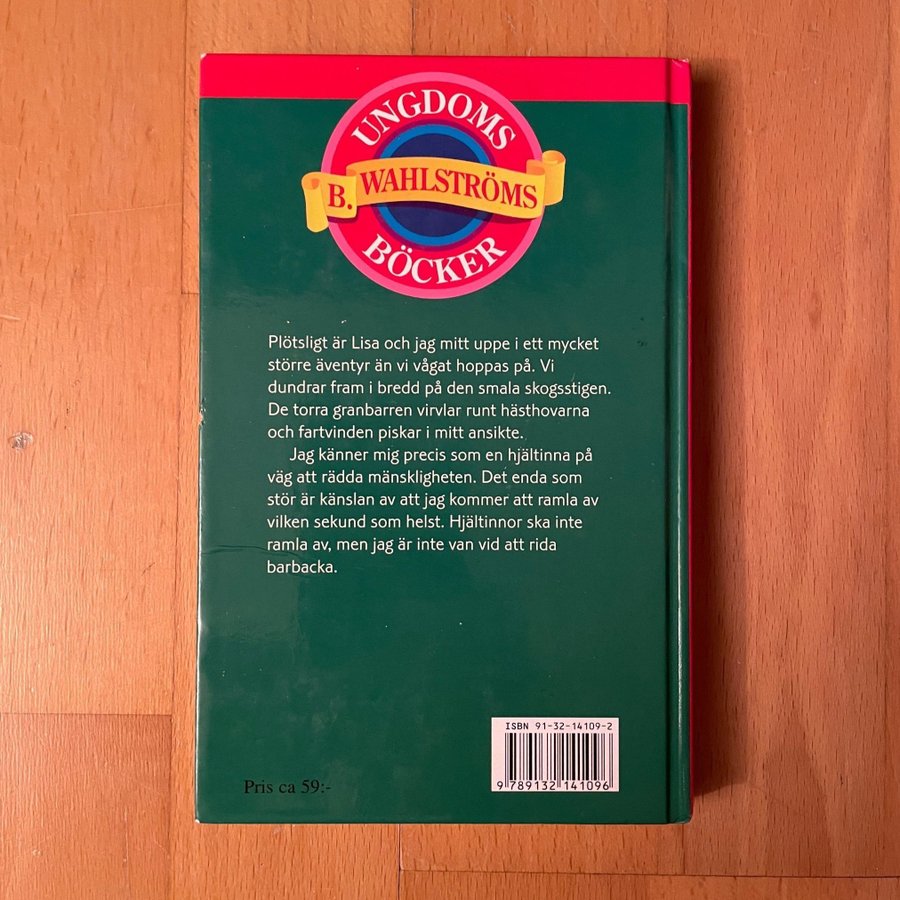 UNGDOMS
B. WAHLSTRÖMS
BÖCKER
Plötsligt är Lisa och jag mitt uppe i ett mycket
större äventyr än vi vågat hoppas på. Vi
dundrar fram i bredd på den smala skogsstigen.
De torra granbarren virvlar runt hästhovarna
och fartvinden piskar i mitt ansikte.
Jag känner mig precis som en hjältinna på
väg att rädda mänskligheten. Det enda som
stör är känslan av att jag kommer att ramla av
vilken sekund som helst. Hjältinnor ska inte
ramla av, men jag är inte van vid att rida
barbacka.
ISBN 91-32-14109-2
9 789132 141096
Pris ca 59:-